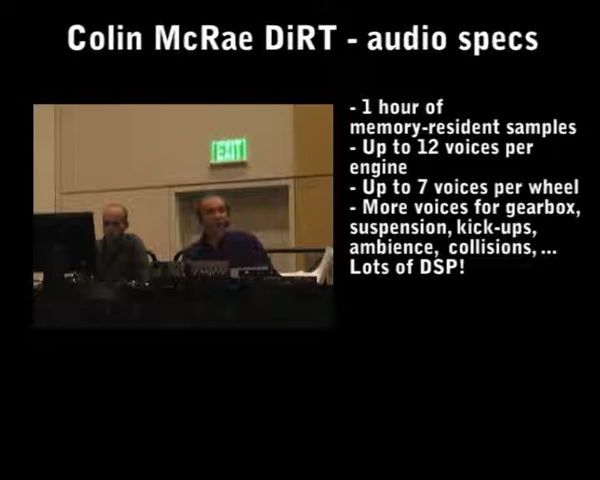 Colin McRae DiRT - audio specs
EXIT
- 1 hour of
memory-resident samples
- Up to 12 voices per
engine
- Up to 7 voices per wheel
- More voices for gearbox,
suspension, kick-ups,
ambience, collisions, ...
Lots of DSP!